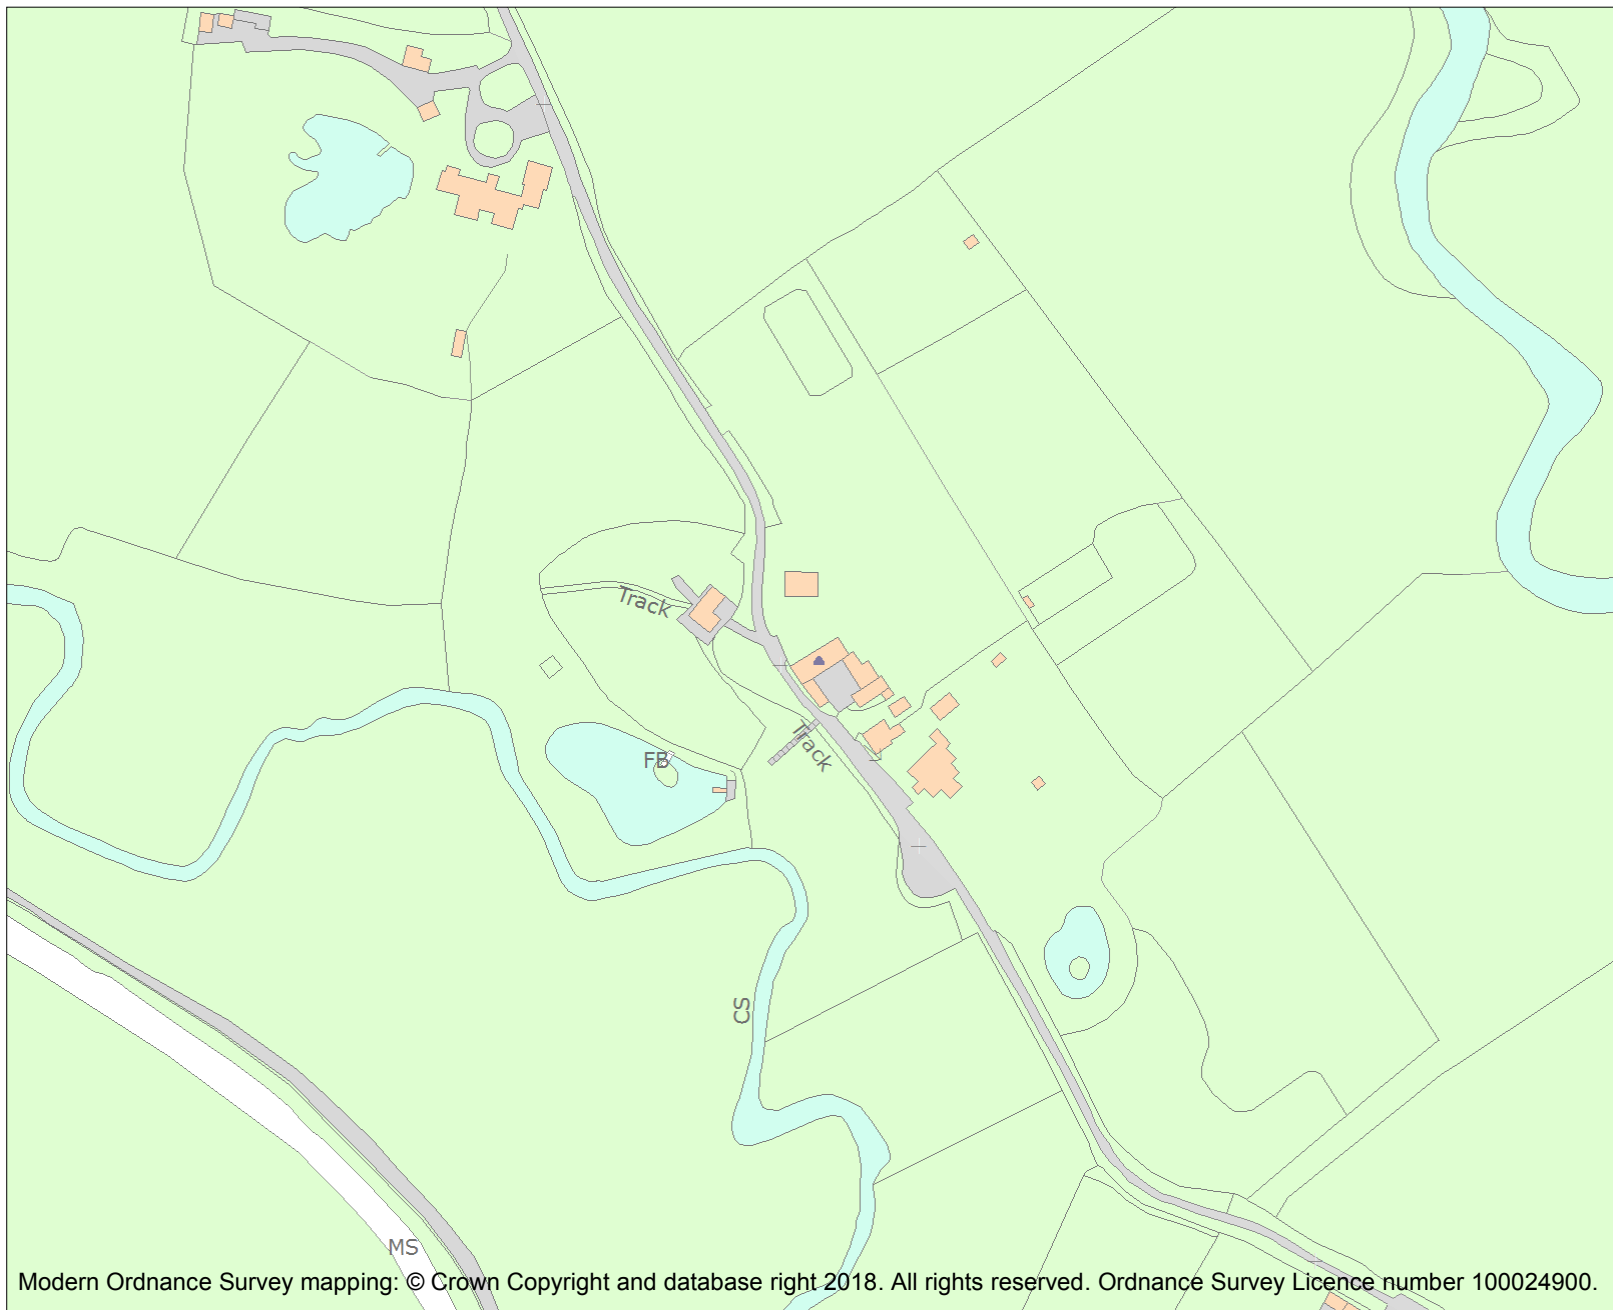 Track
Track
FB
CS
MS
Modern Ordnance Survey mapping: © Crown Copyright and database right 2018. All rights reserved. Ordnance Survey Licence number 100024900.